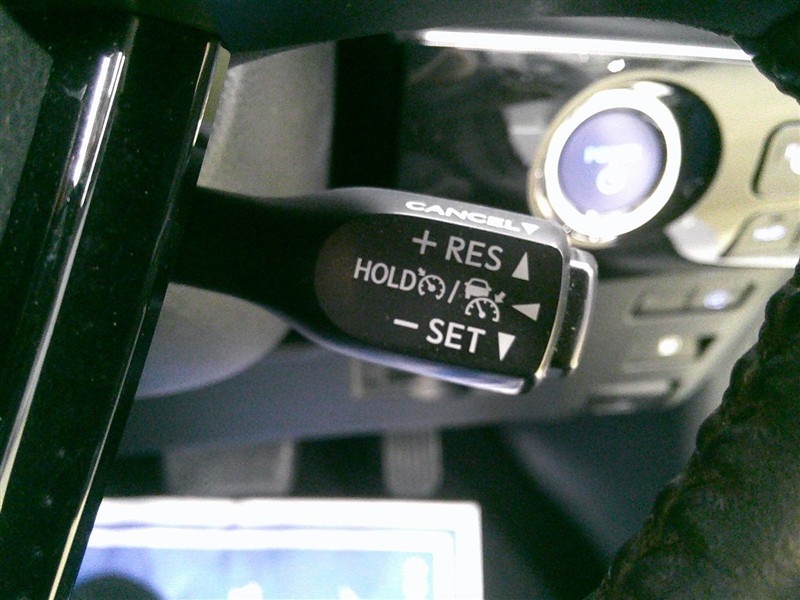 CANCEL▼
+ RES ▲
HOLD /
− SET ▼